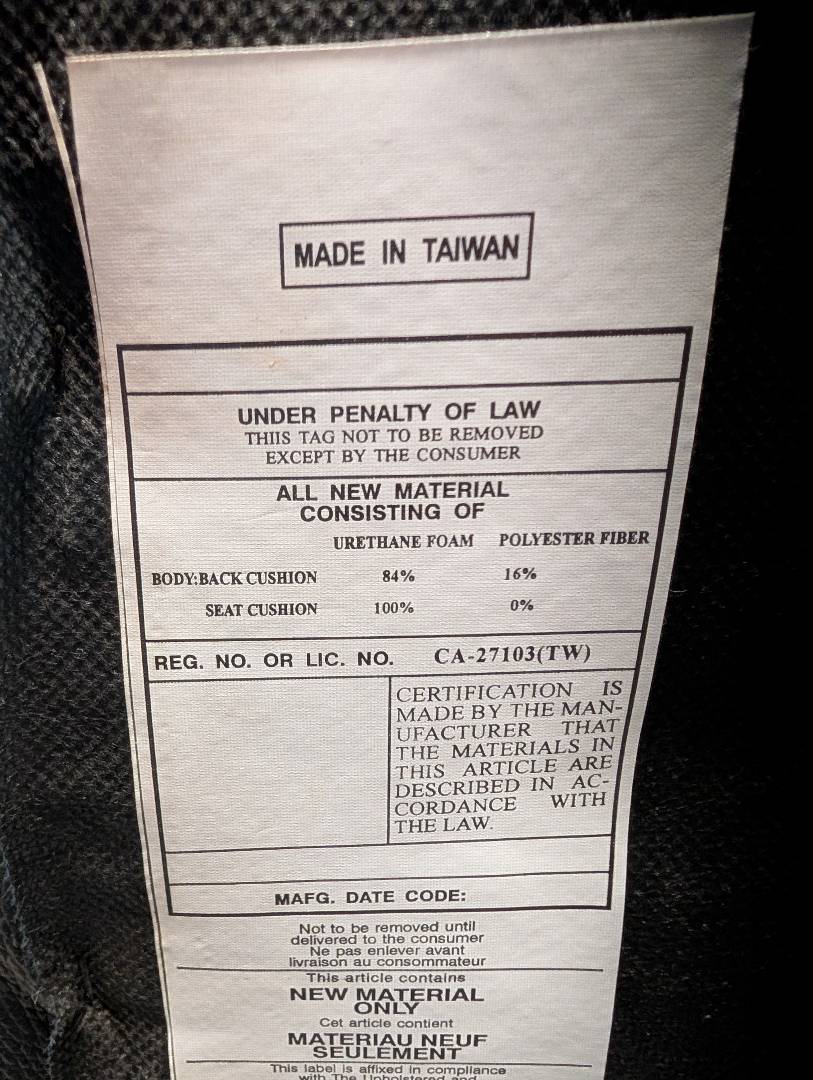 MADE IN TAIWAN
UNDER PENALTY OF LAW
THIIS TAG NOT TO BE REMOVED
EXCEPT BY THE CONSUMER
ALL NEW MATERIAL
CONSISTING OF
URETHANE FOAM POLYESTER FIBER
BODY:BACK CUSHION 84% 16%
SEAT CUSHION 100% 0%
REG. NO. OR LIC. NO. CA-27103(TW)
CERTIFICATION IS
MADE BY THE MAN-
UFACTURER THAT
THE MATERIALS IN
THIS ARTICLE ARE
DESCRIBED IN AC-
CORDANCE WITH
THE LAW.
MAFG. DATE CODE:
Not to be removed until
delivered to the consumer
Ne pas enlever avant
livraison au consommateur
This article contains
NEW MATERIAL
ONLY
Cet article contient
MATERIAU NEUF
SEULEMENT
This label is affixed in compliance
with The Upholstered and